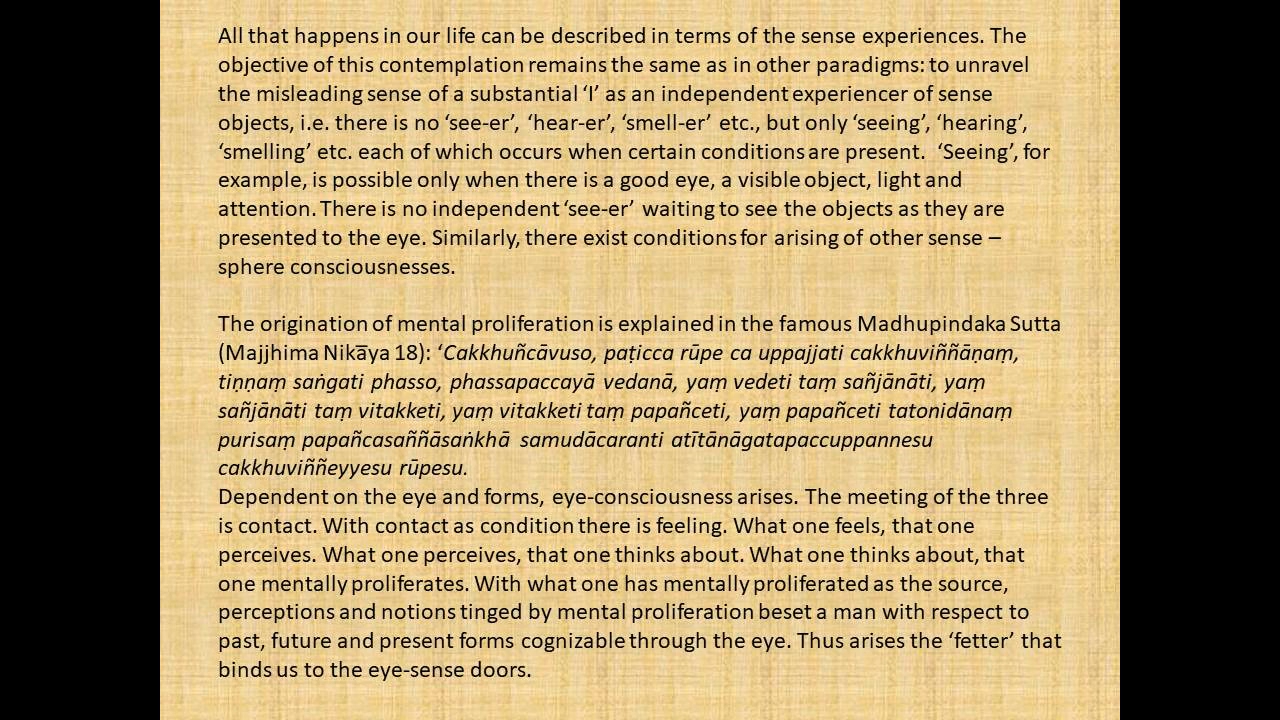 All that happens in our life can be described in terms of the sense experiences. The
objective of this contemplation remains the same as in other paradigms: to unravel
the misleading sense of a substantial ‘I’ as an independent experiencer of sense
objects, i.e. there is no ‘see-er’, ‘hear-er’, ‘smell-er’ etc., but only ‘seeing’, ‘hearing’,
‘smelling’ etc. each of which occurs when certain conditions are present.  ‘Seeing’, for
example, is possible only when there is a good eye, a visible object, light and
attention. There is no independent ‘see-er’ waiting to see the objects as they are
presented to the eye. Similarly, there exist conditions for arising of other sense –
sphere consciousnesses.

The origination of mental proliferation is explained in the famous Madhupindaka Sutta
(Majjhima Nikāya 18): ‘Cakkhuñcāvuso, paṭicca rūpe ca uppajjati cakkhuviññāṇaṃ,
tiṇṇaṃ saṅgati phasso, phassapaccayā vedanā, yaṃ vedeti taṃ sañjānāti, yaṃ
sañjānāti taṃ vitakketi, yaṃ vitakketi taṃ papañceti, yaṃ papañceti tatonidānaṃ
purisaṃ papañcasaññāsaṅkhā  samudācaranti atītānāgatapaccuppannesu
cakkhuviññeyyesu rūpesu.
Dependent on the eye and forms, eye-consciousness arises. The meeting of the three
is contact. With contact as condition there is feeling. What one feels, that one
perceives. What one perceives, that one thinks about. What one thinks about, that
one mentally proliferates. With what one has mentally proliferated as the source,
perceptions and notions tinged by mental proliferation beset a man with respect to
past, future and present forms cognizable through the eye. Thus arises the ‘fetter’ that
binds us to the eye-sense doors.